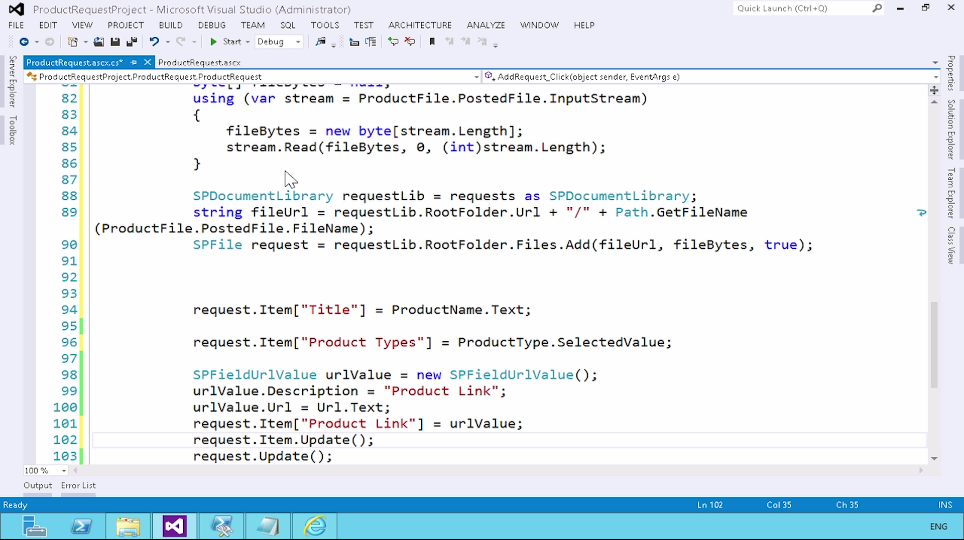 ProductRequestProject - Microsoft Visual Studio (Administrator)
Quick Launch (Ctrl+Q)
FILE EDIT VIEW PROJECT BUILD DEBUG TEAM SQL TOOLS TEST ARCHITECTURE ANALYZE WINDOW HELP
Start Debug
ProductRequest.ascx.cs* ProductRequest.ascx
ProductRequestProject.ProductRequest.ProductRequest AddRequest_Click(object sender, EventArgs e)
Server Explorer
Toolbox
Properties
Solution Explorer
Team Explorer
Class View
81 byte[] fileBytes = null;
82 using (var stream = ProductFile.PostedFile.InputStream)
83 {
84 fileBytes = new byte[stream.Length];
85 stream.Read(fileBytes, 0, (int)stream.Length);
86 }
87
88 SPDocumentLibrary requestLib = requests as SPDocumentLibrary;
89 string fileUrl = requestLib.RootFolder.Url + "/" + Path.GetFileName
(ProductFile.PostedFile.FileName);
90 SPFile request = requestLib.RootFolder.Files.Add(fileUrl, fileBytes, true);
91
92
93
94 request.Item["Title"] = ProductName.Text;
95
96 request.Item["Product Types"] = ProductType.SelectedValue;
97
98 SPFieldUrlValue urlValue = new SPFieldUrlValue();
99 urlValue.Description = "Product Link";
100 urlValue.Url = Url.Text;
101 request.Item["Product Link"] = urlValue;
102 request.Item.Update();
103 request.Update();
100 %
Output Error List
Ready Ln 102 Col 35 Ch 35 INS
ENG